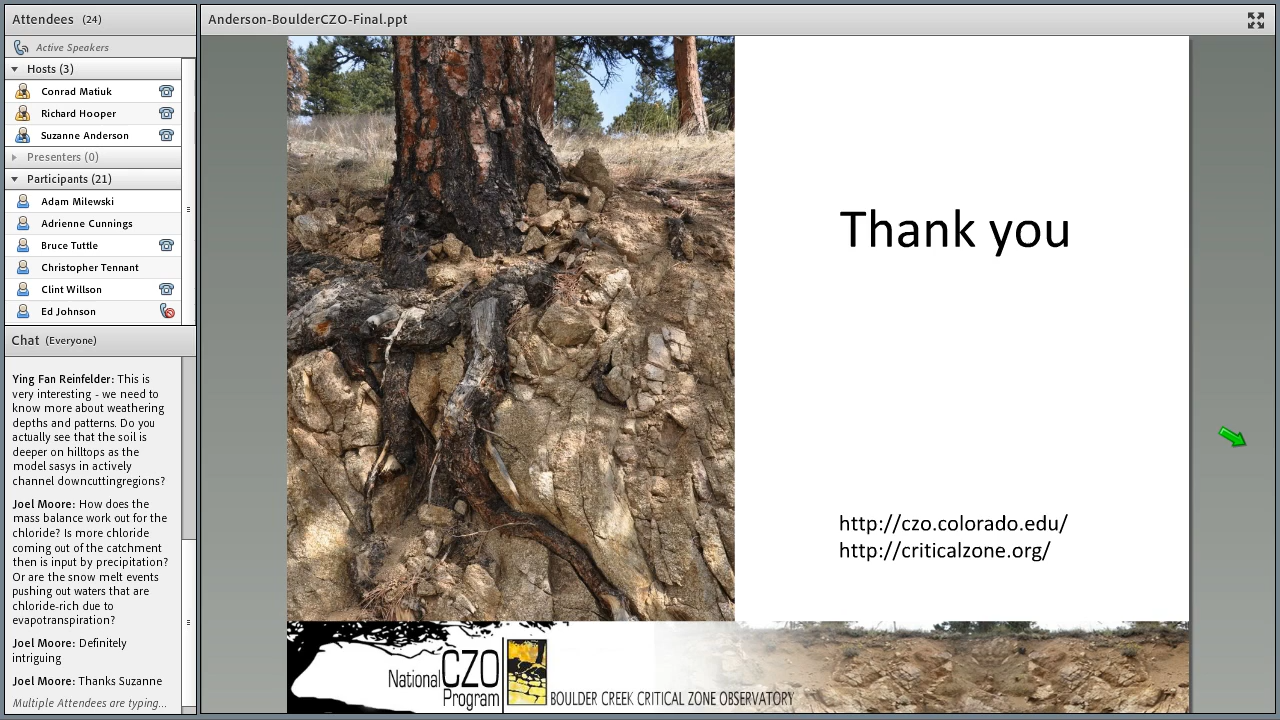 Attendees (24)
Active Speakers
Hosts (3)
Conrad Matiuk
Richard Hooper
Suzanne Anderson
Presenters (0)
Participants (21)
Adam Milewski
Adrienne Cunnings
Bruce Tuttle
Christopher Tennant
Clint Willson
Ed Johnson
Chat (Everyone)
Ying Fan Reinfelder: This is
very interesting - we need to
know more about weathering
depths and patterns. Do you
actually see that the soil is
deeper on hilltops as the
model sasys in actively
channel downcuttingregions?
Joel Moore: How does the
mass balance work out for the
chloride? Is more chloride
coming out of the catchment
then is input by precipitation?
Or are the snow melt events
pushing out waters that are
chloride-rich due to
evapotranspiration?
Joel Moore: Definitely
intriguing
Joel Moore: Thanks Suzanne
Multiple Attendees are typing...
Anderson-BoulderCZO-Final.ppt
Thank you
http://czo.colorado.edu/
http://criticalzone.org/
National CZO
Program
BOULDER CREEK CRITICAL ZONE OBSERVATORY